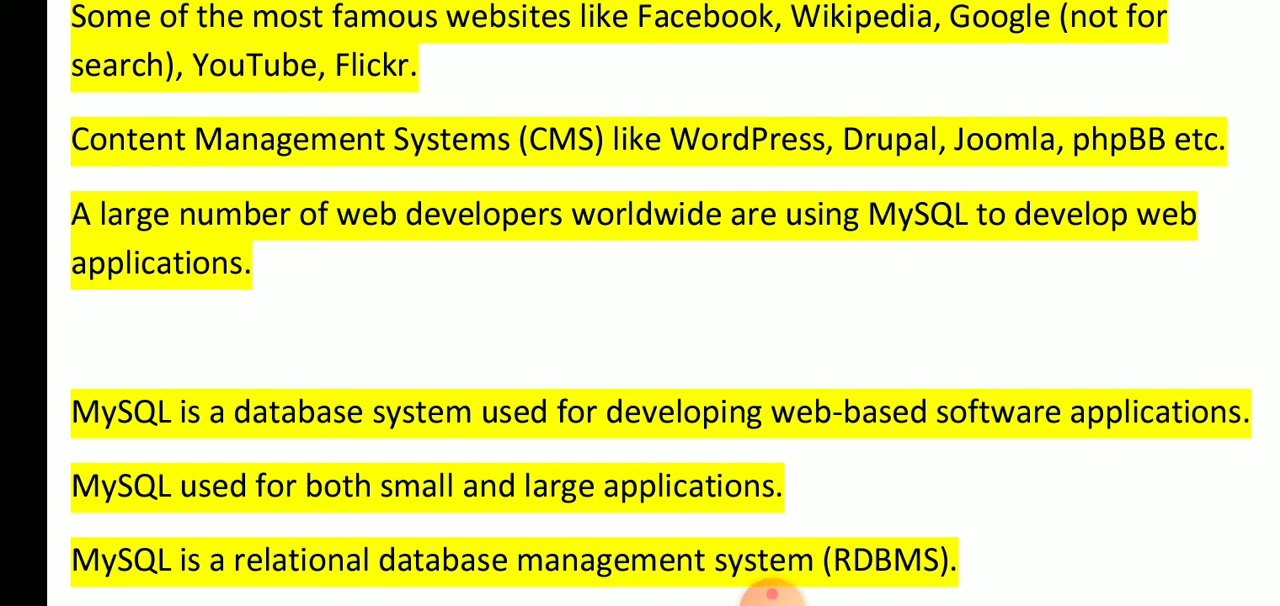 Some of the most famous websites like Facebook, Wikipedia, Google (not for
search), YouTube, Flickr.
Content Management Systems (CMS) like WordPress, Drupal, Joomla, phpBB etc.
A large number of web developers worldwide are using MySQL to develop web
applications.
MySQL is a database system used for developing web-based software applications.
MySQL used for both small and large applications.
MySQL is a relational database management system (RDBMS).